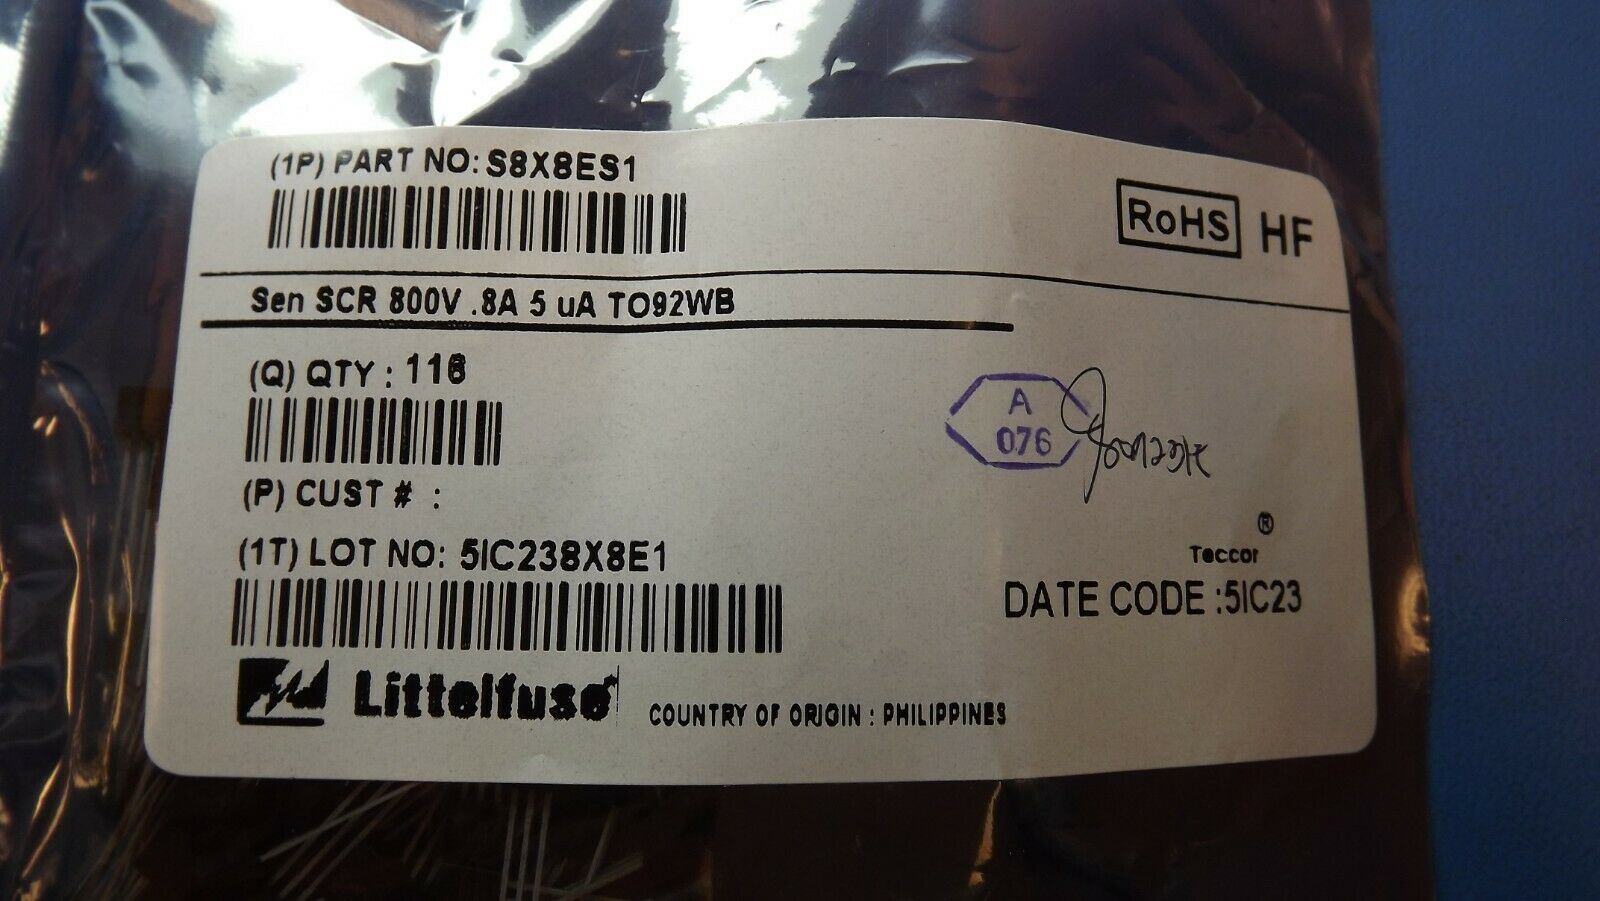 (1P) PART NO: S8X8ES1
RoHS HF
Sen SCR 800V .8A 5 uA TO92WB
(Q) QTY : 116
A
076
(P) CUST # :
(1T) LOT NO: 5IC238X8E1
®
Teccor
DATE CODE :5IC23
Littelfuse
COUNTRY OF ORIGIN : PHILIPPINES